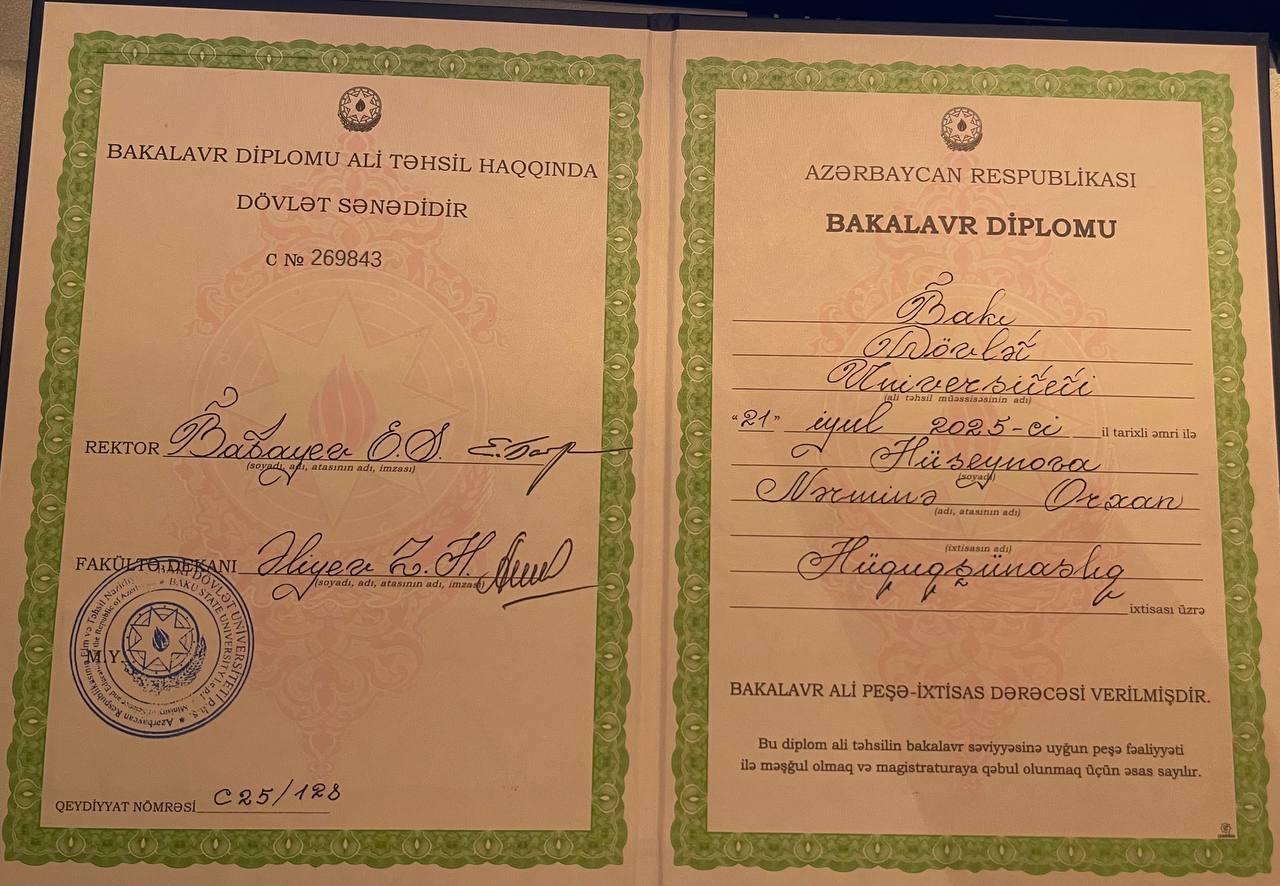 BAKALAVR DİPLOMU ALİ TƏHSİL HAQQINDA
DÖVLƏT SƏNƏDİDİR
C № 269843
REKTOR Babayev E.S.
(soyadı, adı, atasının adı, imzası)
FAKÜLTƏ DEKANI Əliyev Z.H.
(soyadı, adı, atasının adı, imzası)
M.Y.
BAKU STATE UNIVERSITY
QEYDİYYAT NÖMRƏSİ C25/128
AZƏRBAYCAN RESPUBLİKASI
BAKALAVR DİPLOMU
Bakı
Dövlət
Universiteti
(ali təhsil müəssisəsinin adı)
"21" iyul 2025-ci il tarixli əmri ilə
Hüseynova
(soyadı)
Nərminə Orxan
(adı, atasının adı)
(ixtisasın adı)
Hüquqşünaslıq
ixtisası üzrə
BAKALAVR ALİ PEŞƏ-İXTİSAS DƏRƏCƏSİ VERİLMİŞDİR.
Bu diplom ali təhsilin bakalavr səviyyəsinə uyğun peşə fəaliyyəti
ilə məşğul olmaq və magistraturaya qəbul olunmaq üçün əsas sayılır.